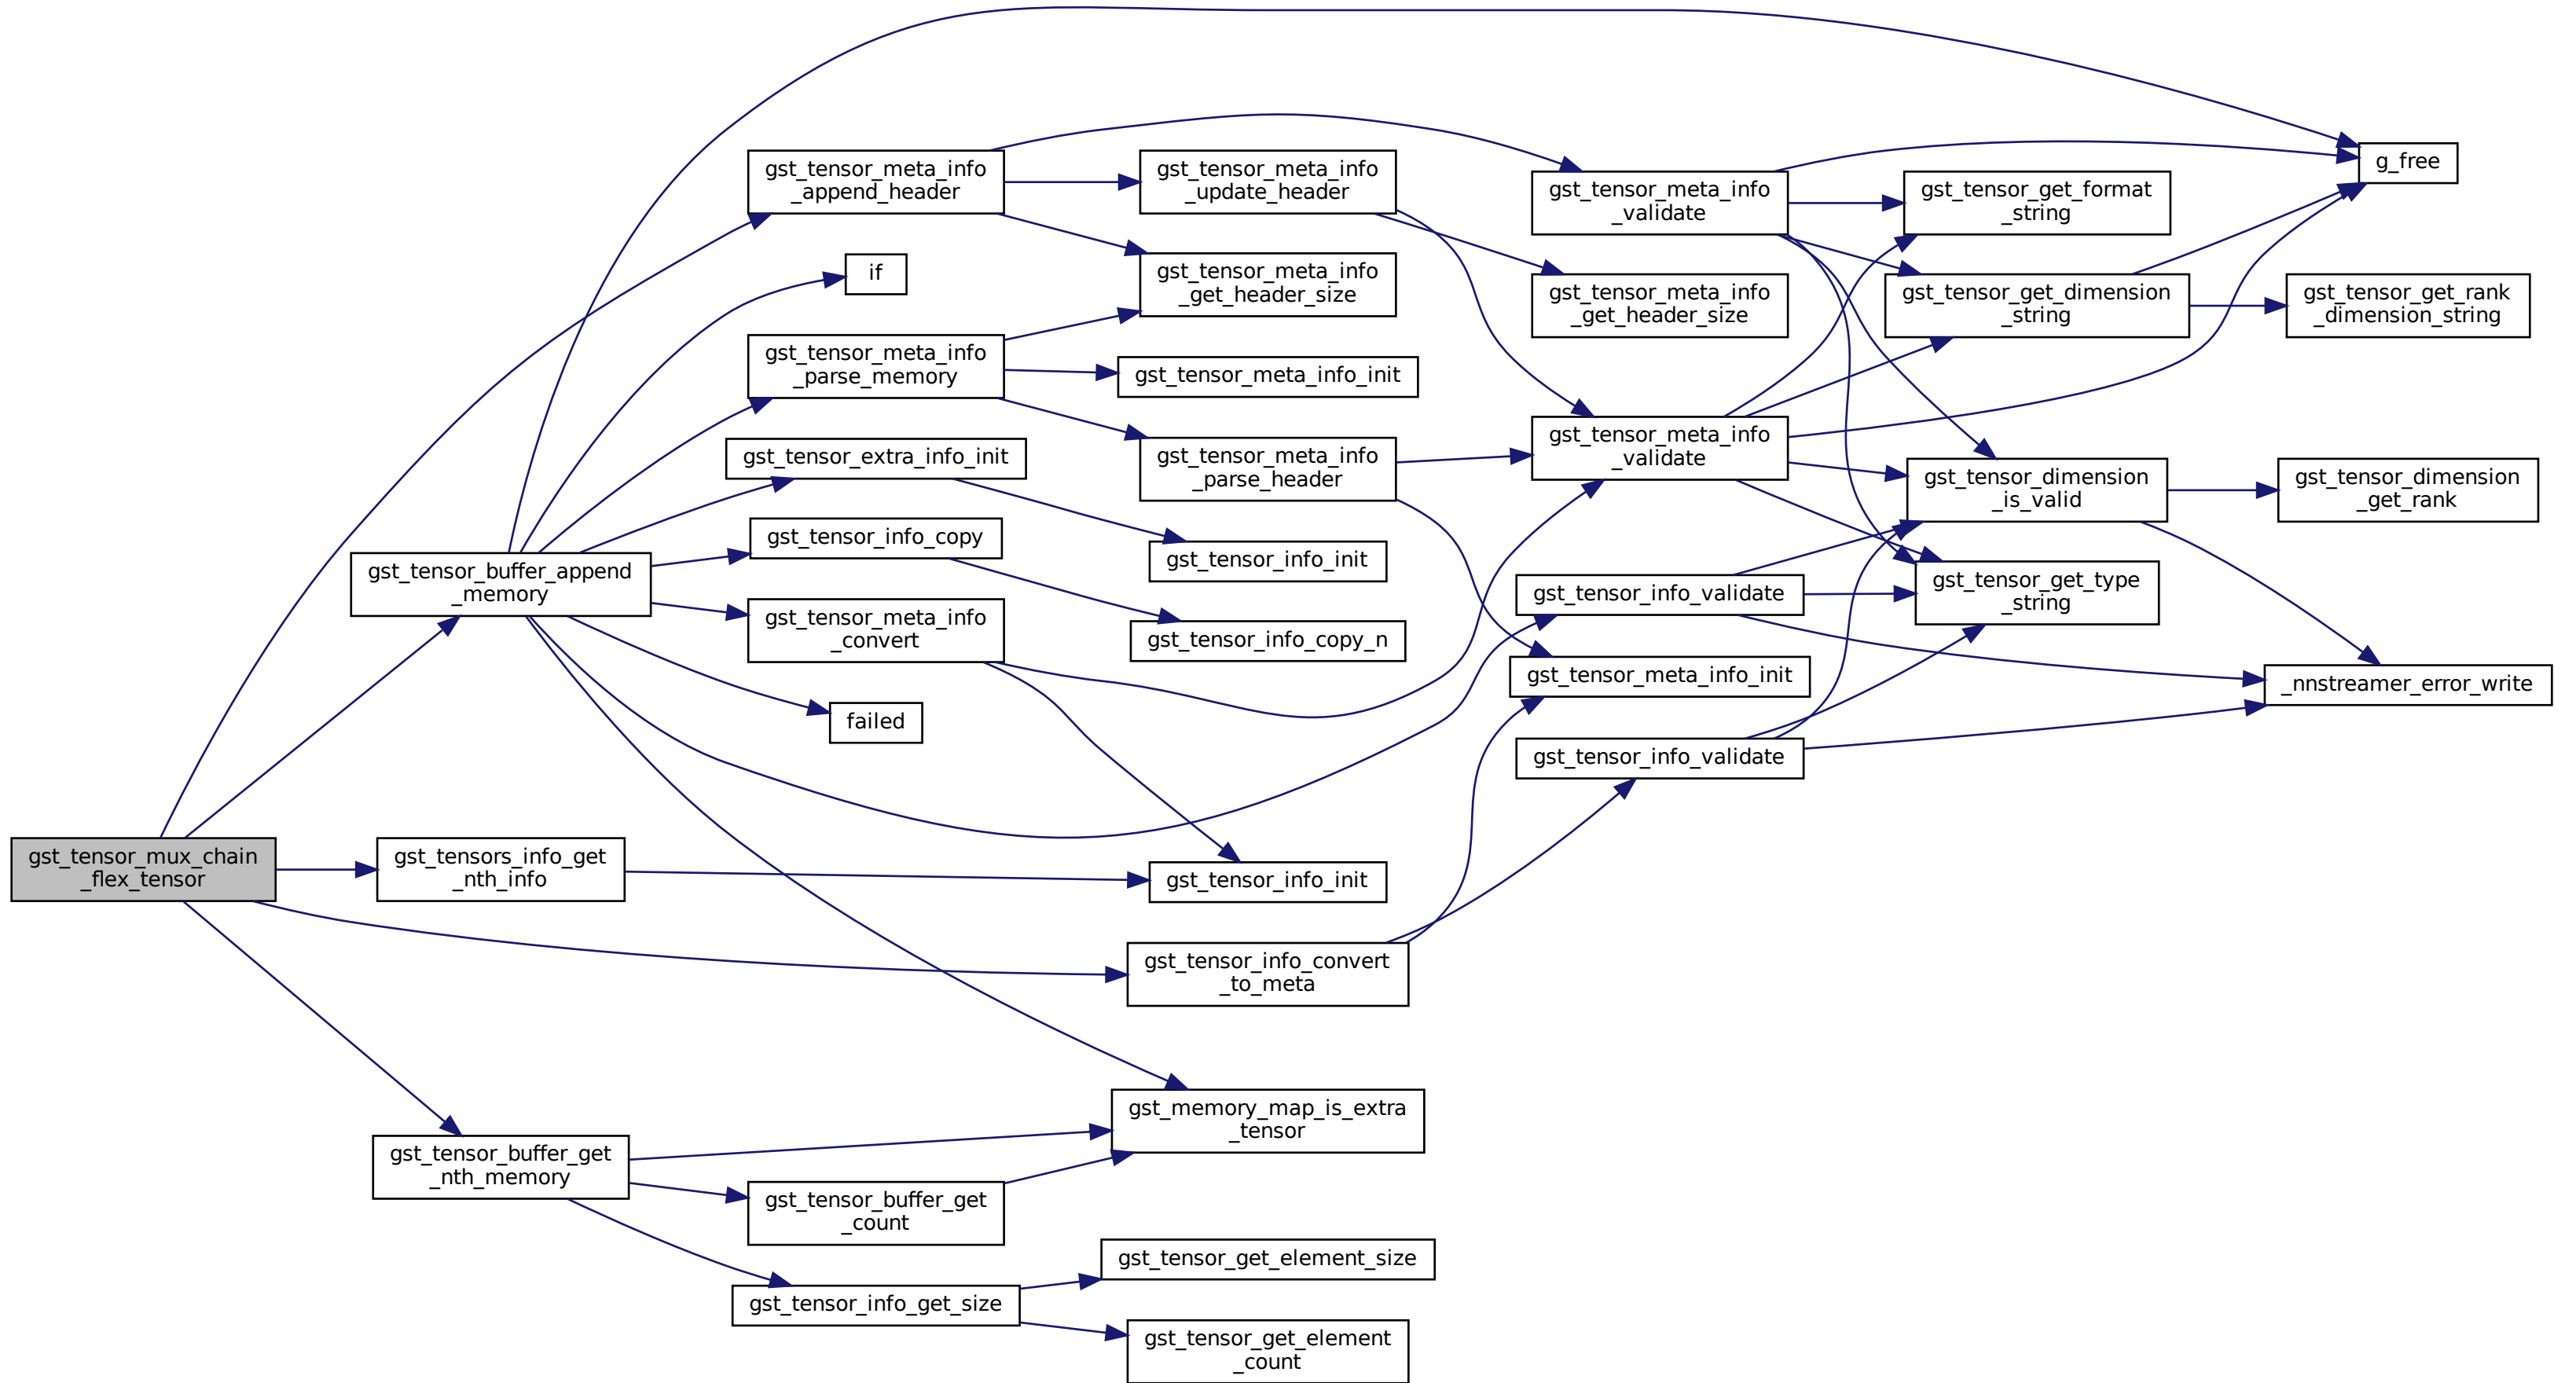 g_free
gst_tensor_meta_info
_append_header
gst_tensor_meta_info
_update_header
gst_tensor_meta_info
_validate
gst_tensor_get_format
_string
if
gst_tensor_meta_info
_get_header_size
gst_tensor_meta_info
_get_header_size
gst_tensor_get_dimension
_string
gst_tensor_get_rank
_dimension_string
gst_tensor_meta_info
_parse_memory
gst_tensor_meta_info_init
gst_tensor_extra_info_init
gst_tensor_meta_info
_parse_header
gst_tensor_meta_info
_validate
gst_tensor_dimension
_is_valid
gst_tensor_dimension
_get_rank
gst_tensor_buffer_append
_memory
gst_tensor_info_copy
gst_tensor_info_init
gst_tensor_info_validate
gst_tensor_get_type
_string
gst_tensor_meta_info
_convert
gst_tensor_info_copy_n
gst_tensor_meta_info_init
_nnstreamer_error_write
failed
gst_tensor_info_validate
gst_tensor_mux_chain
_flex_tensor
gst_tensors_info_get
_nth_info
gst_tensor_info_init
gst_tensor_info_convert
_to_meta
gst_memory_map_is_extra
_tensor
gst_tensor_buffer_get
_nth_memory
gst_tensor_buffer_get
_count
gst_tensor_get_element_size
gst_tensor_info_get_size
gst_tensor_get_element
_count